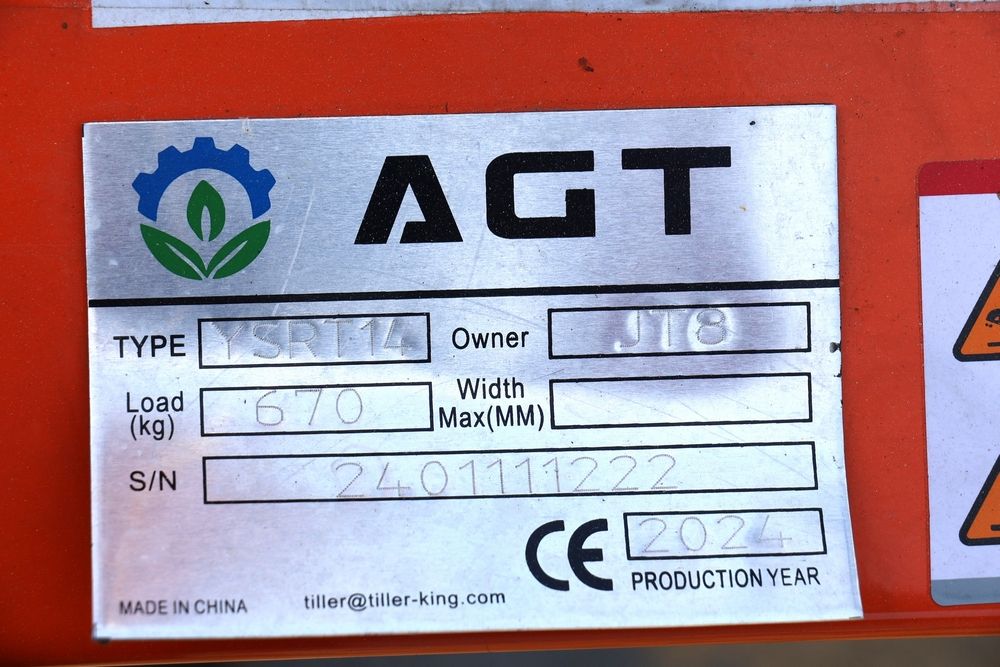 AGT
TYPE YSRT14 Owner JT8
Load (kg) 670 Width Max(MM)
S/N 2401111222
CE 2024
PRODUCTION YEAR
MADE IN CHINA tiller@tiller-king.com